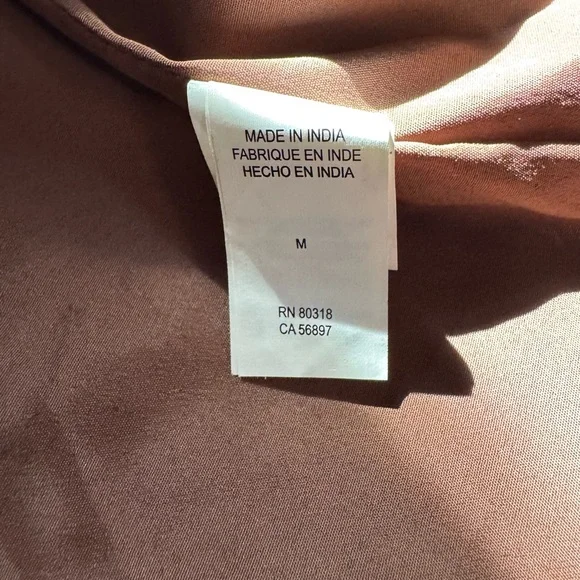 MADE IN INDIA
FABRIQUE EN INDE
HECHO EN INDIA
M
RN 80318
CA 56897